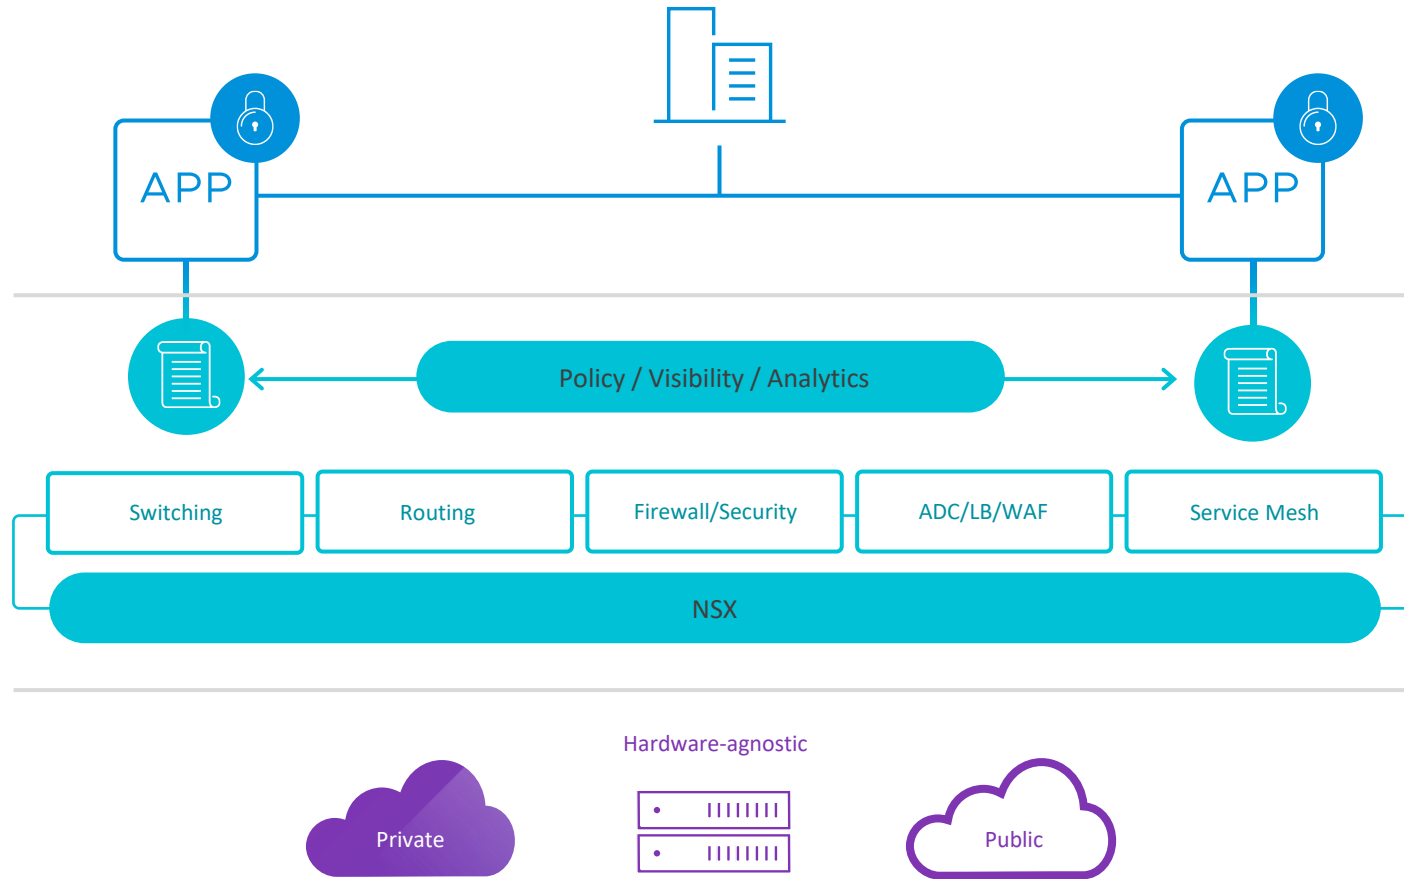 APP
APP
Policy / Visibility / Analytics
Switching
Routing
Firewall/Security
ADC/LB/WAF
Service Mesh
NSX
Hardware-agnostic
Private
Public